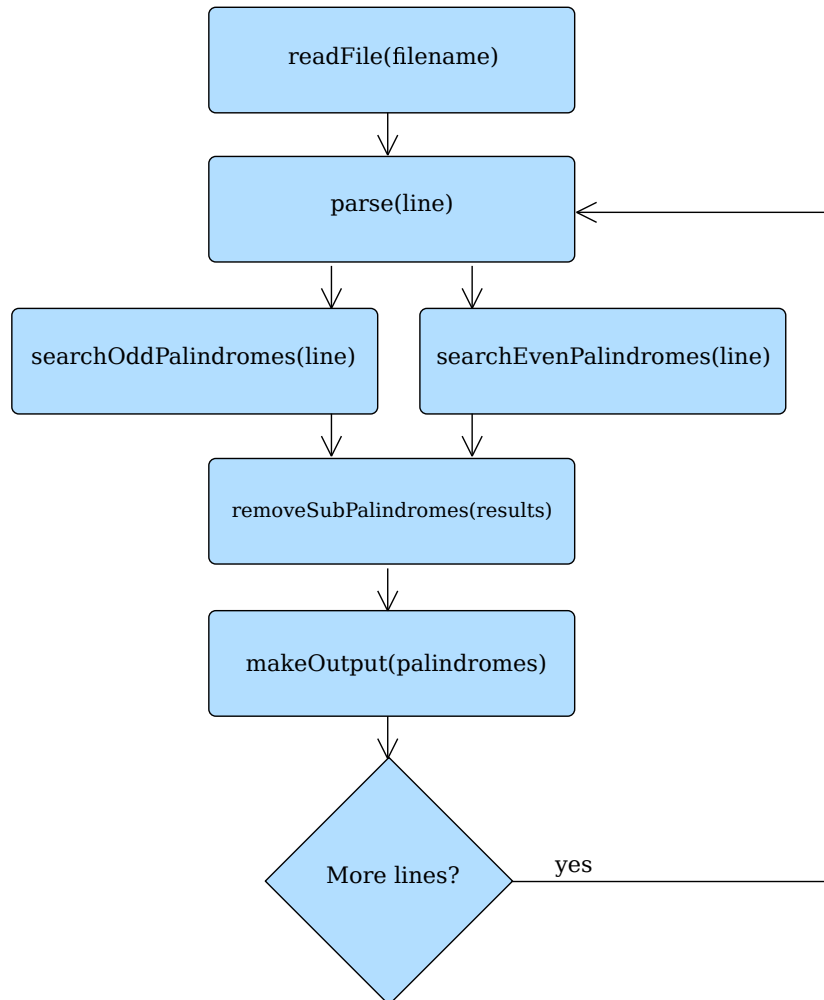 readFile(filename)
parse(line)
searchOddPalindromes(line)
searchEvenPalindromes(line)
removeSubPalindromes(results)
makeOutput(palindromes)
More lines?
yes